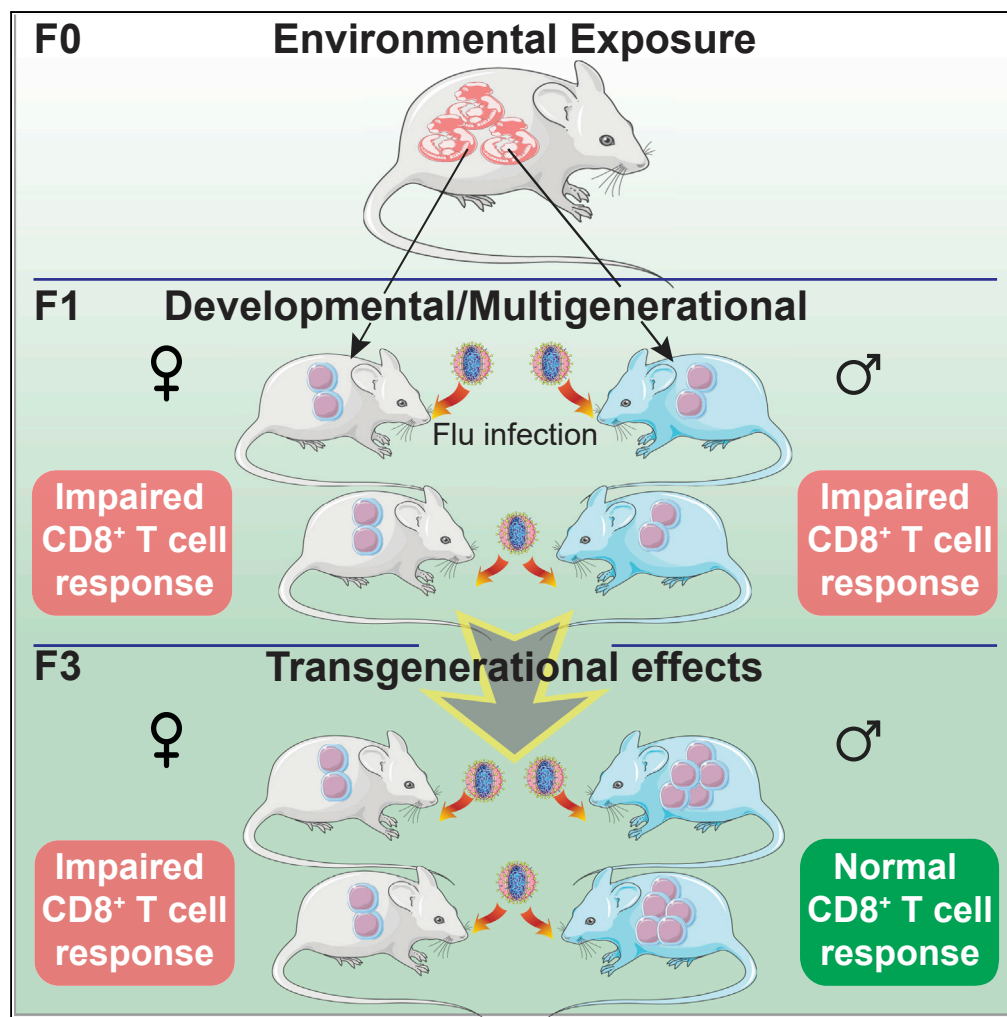 F0 Environmental Exposure
F1 Developmental/Multigenerational
♀ ♂
Flu infection
Impaired
CD8⁺ T cell
response
Impaired
CD8⁺ T cell
response
F3 Transgenerational effects
♀ ♂
Impaired
CD8⁺ T cell
response
Normal
CD8⁺ T cell
response